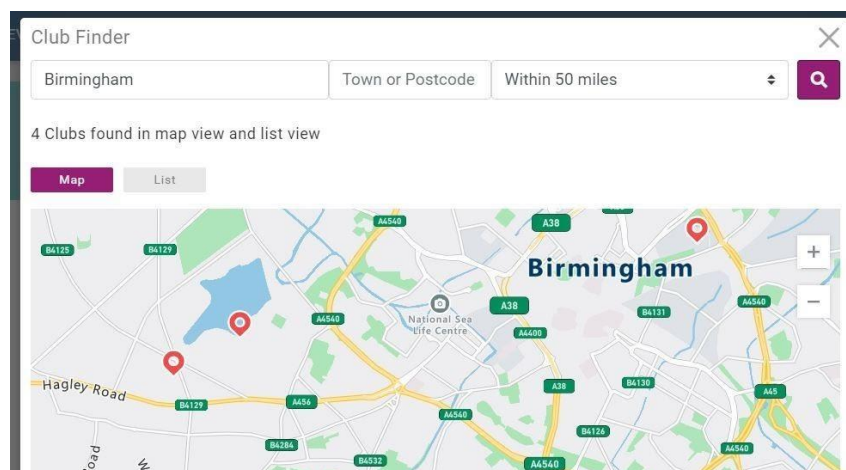 Club Finder
Birmingham
Town or Postcode
Within 50 miles
4 Clubs found in map view and list view
Map
List
A4540
A38
B4125
B4129
Birmingham
+
A38
A4540
National Sea
Life Centre
A4540
B4131
−
A4400
Hagley Road
A38
B4130
A45
B4129
A456
A4540
B4126
B4284
A4540
B4532
A4540
oad